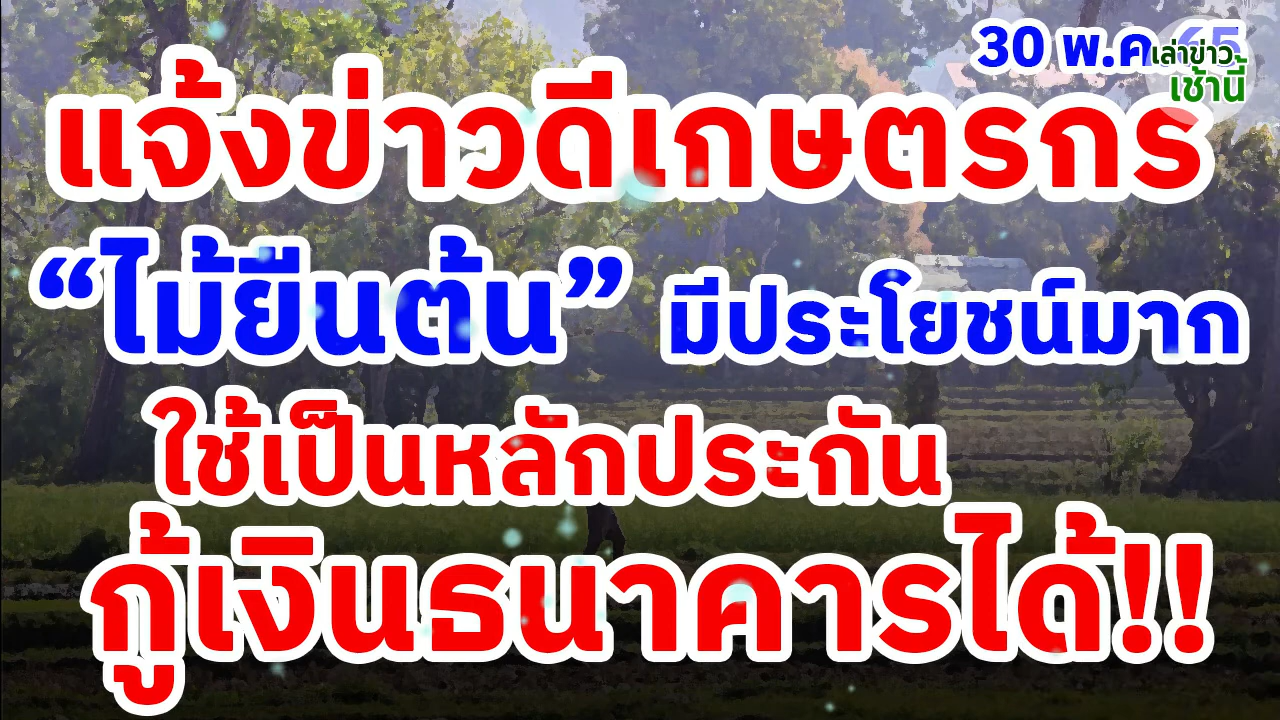 30 พ.ค. 65
เล่าข่าว
เช้านี้
แจ้งข่าวดีเกษตรกร
“ไม้ยืนต้น” มีประโยชน์มาก
ใช้เป็นหลักประกัน
กู้เงินธนาคารได้!!